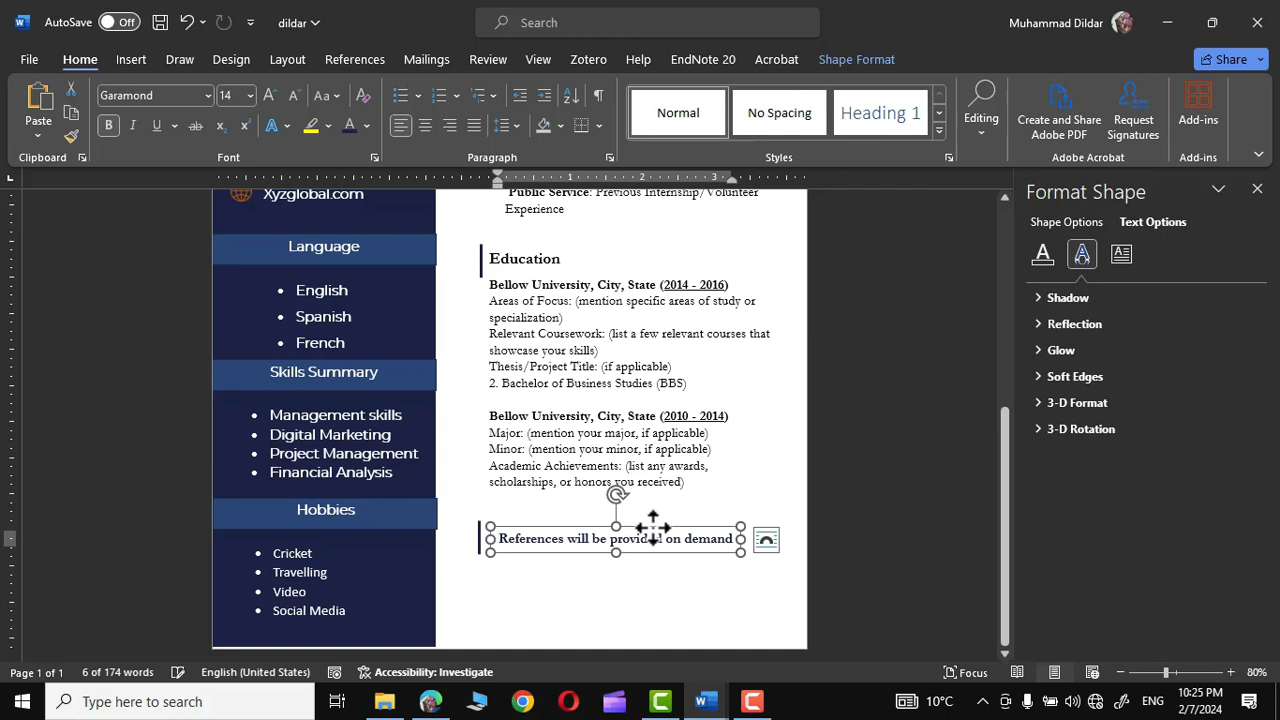 AutoSave Off dildar Search Muhammad Dildar
File Home Insert Draw Design Layout References Mailings Review View Zotero Help EndNote 20 Acrobat Shape Format Share
Paste Garamond 14 Aa Normal No Spacing Heading 1 Editing Create and Share Adobe PDF Request Signatures Add-ins
Clipboard Font Paragraph Styles Adobe Acrobat Add-ins
1 2 3
Format Shape
Shape Options Text Options
Shadow
Reflection
Glow
Soft Edges
3-D Format
3-D Rotation
Xyzglobal.com
Language
• English
• Spanish
• French
Skills Summary
• Management skills
• Digital Marketing
• Project Management
• Financial Analysis
Hobbies
• Cricket
• Travelling
• Video
• Social Media
Public Service: Previous Internship/Volunteer
Experience
Education
Bellow University, City, State (2014 - 2016)
Areas of Focus: (mention specific areas of study or
specialization)
Relevant Coursework: (list a few relevant courses that
showcase your skills)
Thesis/Project Title: (if applicable)
2. Bachelor of Business Studies (BBS)
Bellow University, City, State (2010 - 2014)
Major: (mention your major, if applicable)
Minor: (mention your minor, if applicable)
Academic Achievements: (list any awards,
scholarships, or honors you received)
References will be provided on demand
Page 1 of 1 6 of 174 words English (United States) Accessibility: Investigate Focus 80%
Type here to search 10°C ENG 10:25 PM
2/7/2024